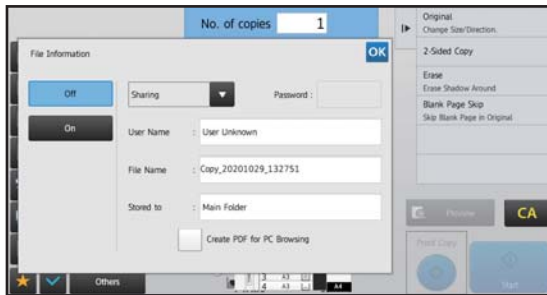 No. of copies 1
Original
Change Size/Direction.
File Information
OK
2-Sided Copy
Off
Sharing
Password :
Erase
Erase Shadow Around
Blank Page Skip
Skip Blank Page in Original
On
User Name : User Unknown
File Name : Copy_20201029_132751
Stored to : Main Folder
Preview
CA
Create PDF for PC Browsing
Print Copy
Start
Others
3 A3
4 A3
A4